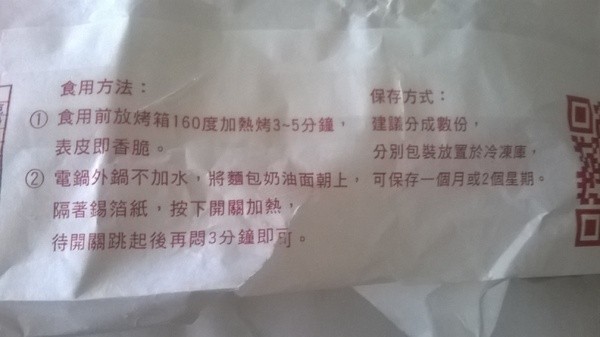 食用方法：
① 食用前放烤箱160度加熱烤3~5分鐘，
表皮即香脆。
② 電鍋外鍋不加水，將麵包奶油面朝上，
隔著錫箔紙，按下開關加熱，
待開關跳起後再悶3分鐘即可。
保存方式：
建議分成數份，
分別包裝放置於冷凍庫，
可保存一個月或2個星期。